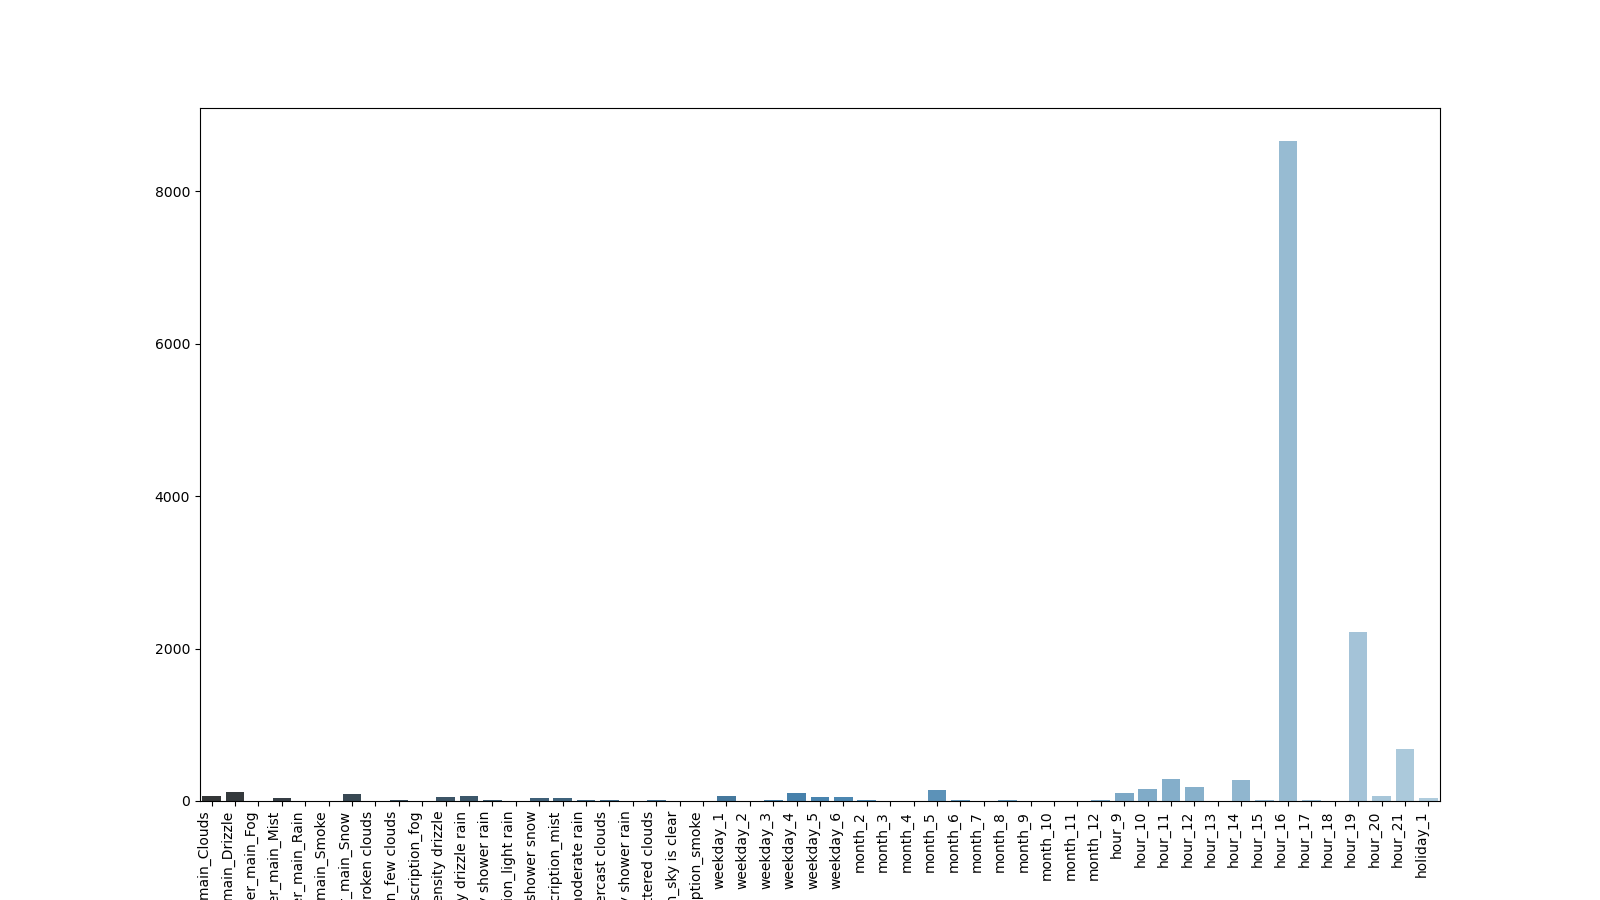 8000
6000
4000
2000
0
main_Clouds
main_Drizzle
er_main_Fog
er_main_Mist
r_main_Rain
main_Smoke
_main_Snow
roken clouds
n_few clouds
scription_fog
ensity drizzle
y drizzle rain
shower rain
ion_light rain
shower snow
cription_mist
moderate rain
ercast clouds
shower rain
ttered clouds
n_sky is clear
ption_smoke
weekday_1
weekday_2
weekday_3
weekday_4
weekday_5
weekday_6
month_2
month_3
month_4
month_5
month_6
month_7
month_8
month_9
month_10
month_11
month_12
hour_9
hour_10
hour_11
hour_12
hour_13
hour_14
hour_15
hour_16
hour_17
hour_18
hour_19
hour_20
hour_21
holiday_1